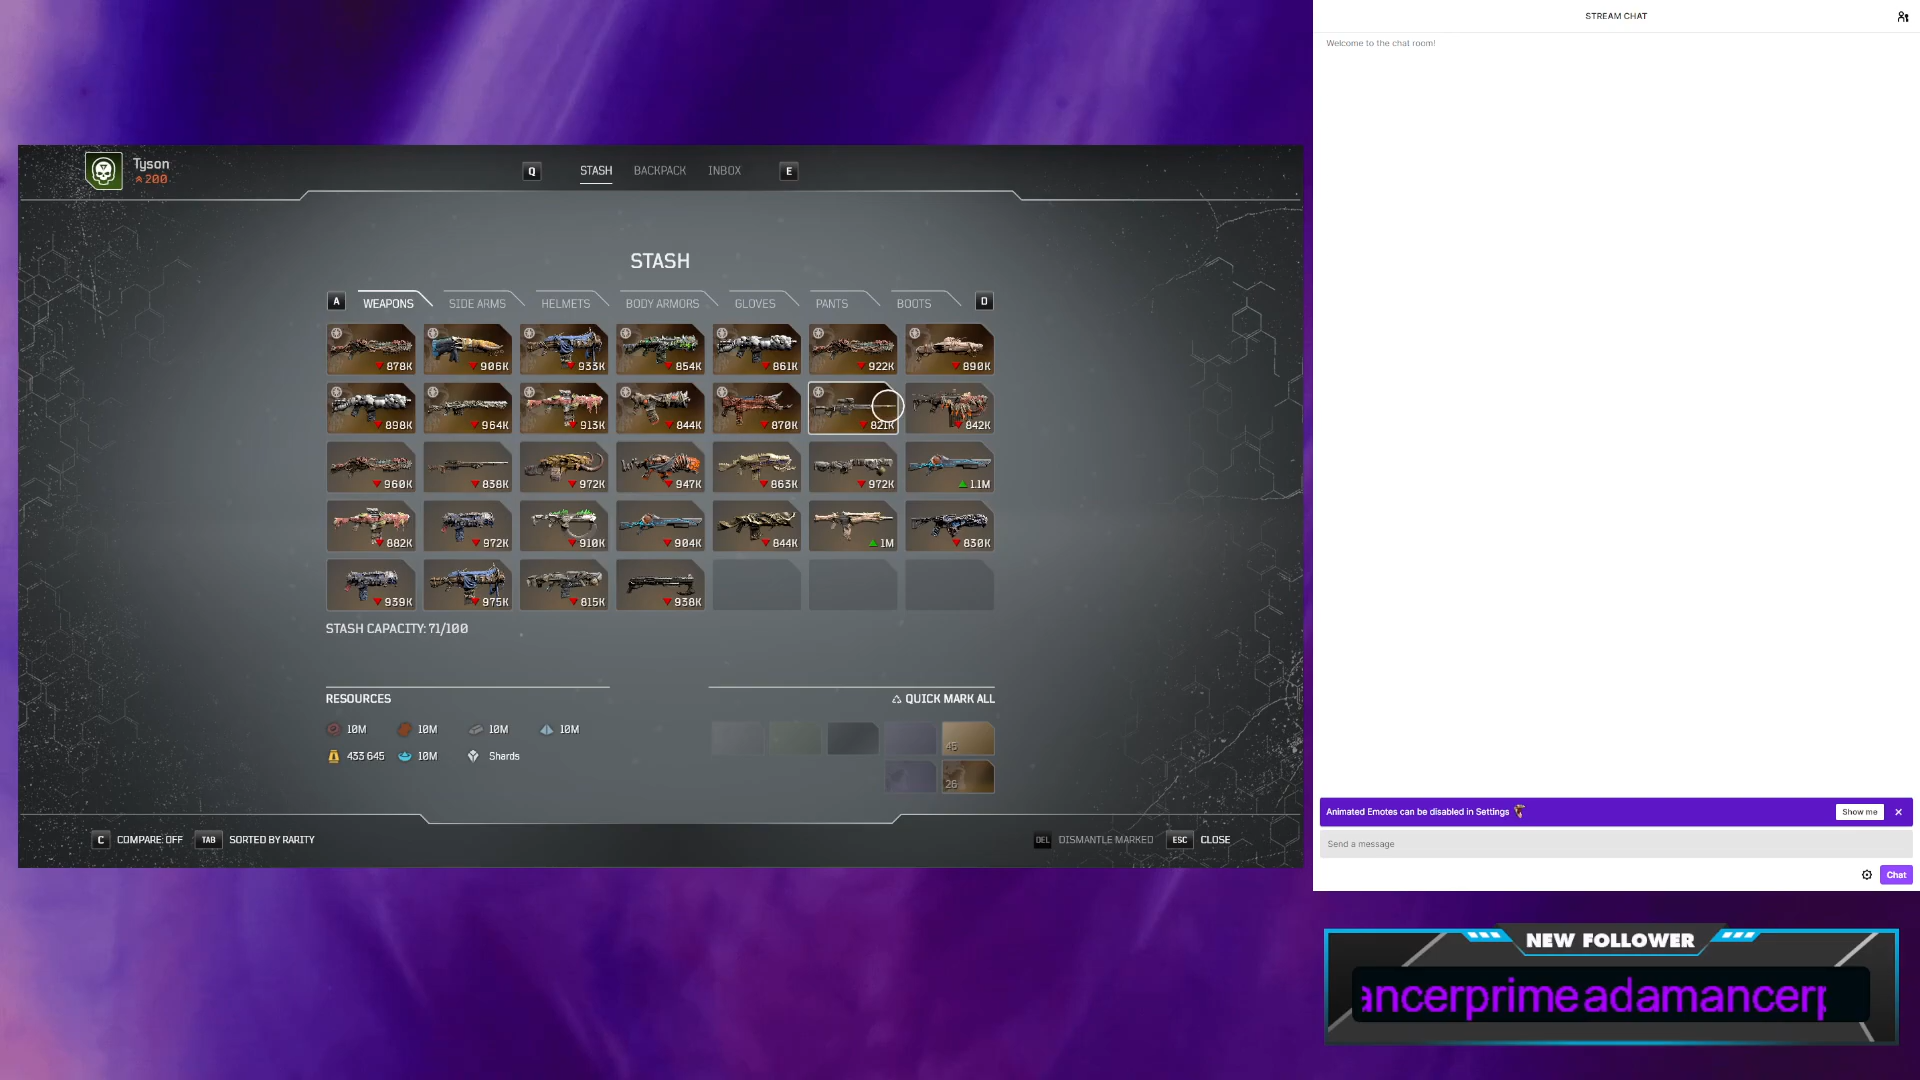 STREAM CHAT
Welcome to the chat room!
Tyson
200
Q STASH BACKPACK INBOX E
STASH
A WEAPONS SIDE ARMS HELMETS BODY ARMORS GLOVES PANTS BOOTS D
878K 906K 933K 854K 861K 922K 890K
898K 964K 913K 844K 870K 821K 842K
960K 838K 972K 947K 863K 972K 1.1M
882K 972K 910K 904K 844K 1M 830K
939K 975K 815K 938K
STASH CAPACITY: 71/100
RESOURCES
10M 10M 10M 10M
433 645 10M Shards
QUICK MARK ALL
45
26
C COMPARE: OFF TAB SORTED BY RARITY
DEL DISMANTLE MARKED ESC CLOSE
Animated Emotes can be disabled in Settings
Show me
Send a message
Chat
NEW FOLLOWER
ancerprime adamancerp